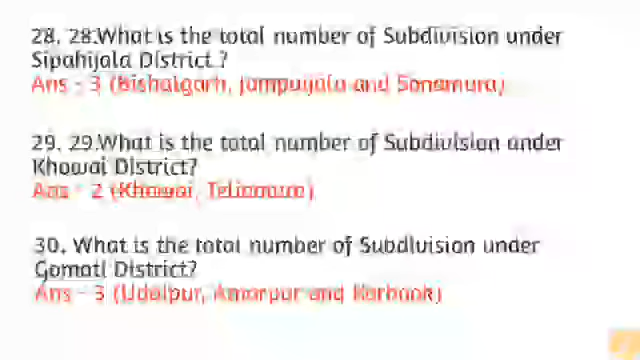 28. 28.What is the total number of Subdivision under
Sipahijala District ?
Ans - 3 (Bishalgarh, Jampuijala and Sonamura)
29. 29.What is the total number of Subdivision under
Khowai District?
Ans - 2 (Khowai, Teliamura)
30. What is the total number of Subdivision under
Gomati District?
Ans - 3 (Udaipur, Amarpur and Karbook)